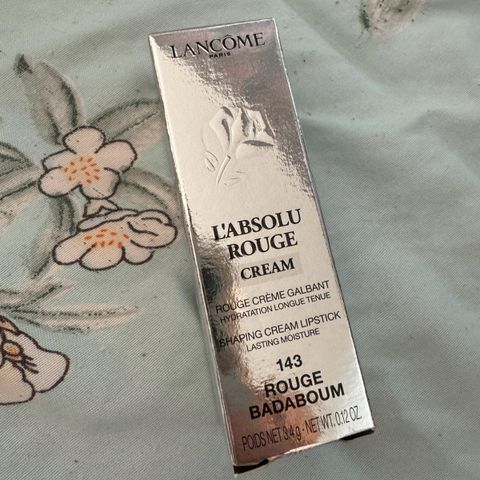 LANCÔME
PARIS
L'ABSOLU
ROUGE
CREAM
ROUGE CRÈME GALBANT
HYDRATATION LONGUE TENUE
SHAPING CREAM LIPSTICK
LASTING MOISTURE
143
ROUGE
BADABOUM
POIDS NET 3.4 g - NET WT. 0.12 OZ.